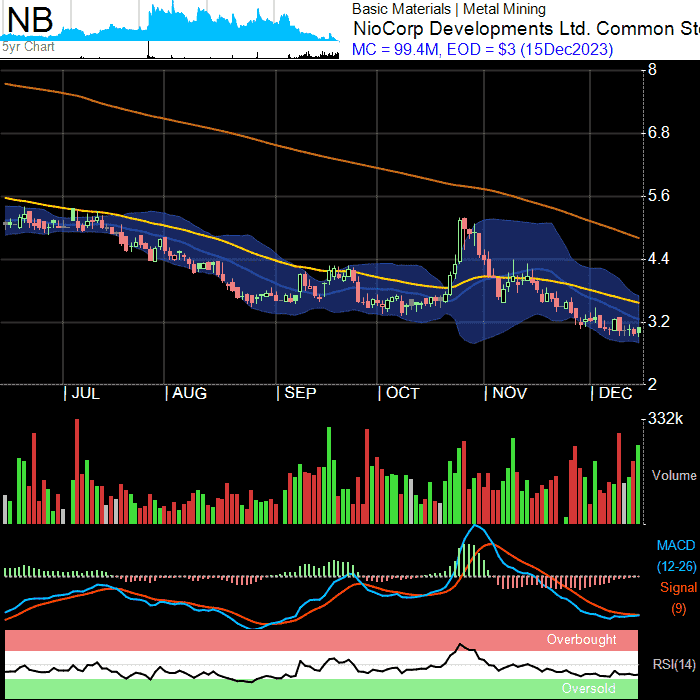 NB
5yr Chart
Basic Materials | Metal Mining
NioCorp Developments Ltd. Common Sto
MC = 99.4M, EOD = $3 (15Dec2023)
8
6.8
5.6
4.4
3.2
2
| JUL | AUG | SEP | OCT | NOV | DEC
332k
Volume
MACD
(12-26)
Signal
(9)
Overbought
RSI(14)
Oversold